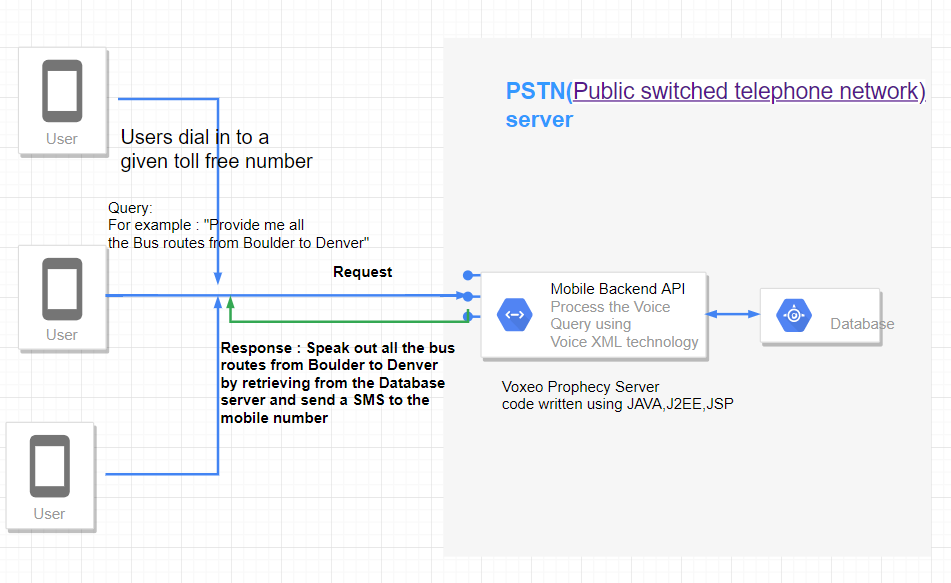 PSTN(Public switched telephone network)
server
User
Users dial in to a
given toll free number
Query:
For example : "Provide me all
the Bus routes from Boulder to Denver"
Request
User
Mobile Backend API
Process the Voice
Query using
Voice XML technology
Database
Response : Speak out all the bus
routes from Boulder to Denver
by retrieving from the Database
server and send a SMS to the
mobile number
Voxeo Prophecy Server
code written using JAVA,J2EE,JSP
User